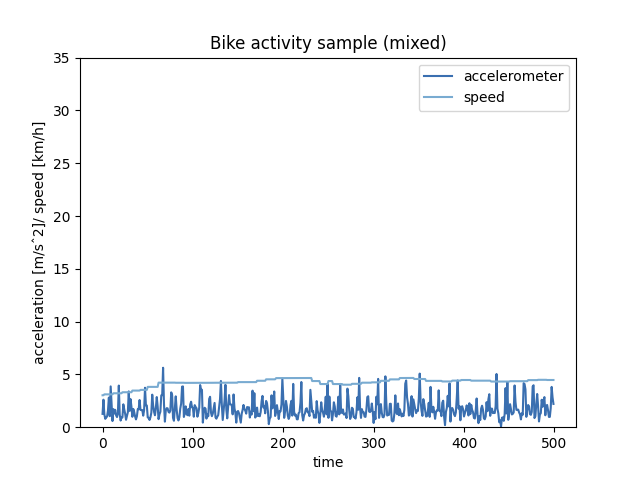 Bike activity sample (mixed)
35
30
25
20
15
10
5
0
acceleration [m/sˆ2]/ speed [km/h]
accelerometer
speed
0 100 200 300 400 500
time